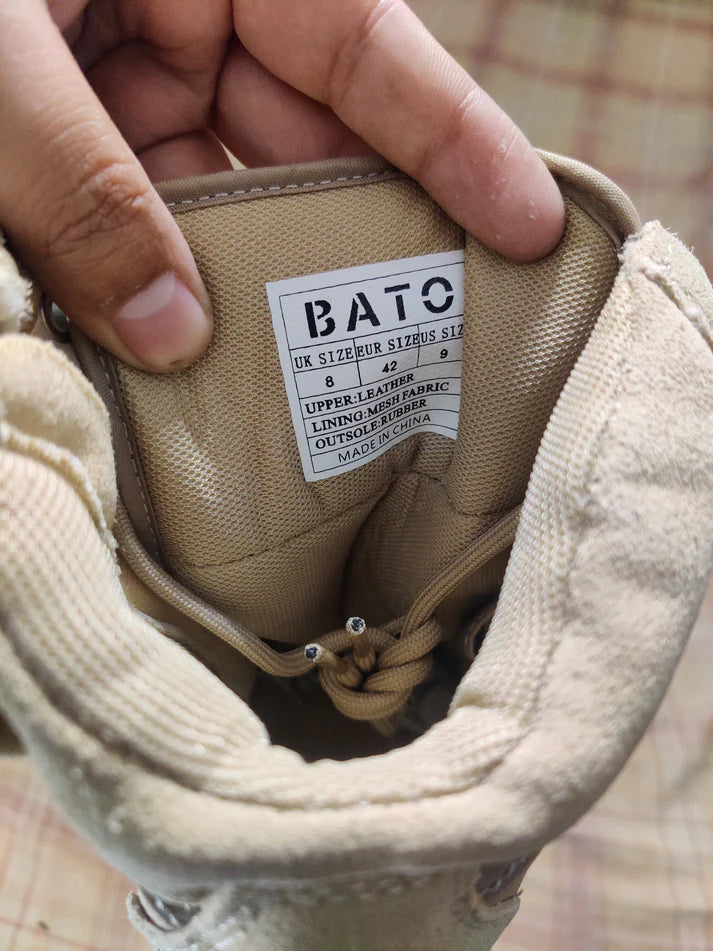 BATO
UK SIZE EUR SIZE US SIZE
8 42 9
UPPER:LEATHER
LINING:MESH FABRIC
OUTSOLE:RUBBER
MADE IN CHINA